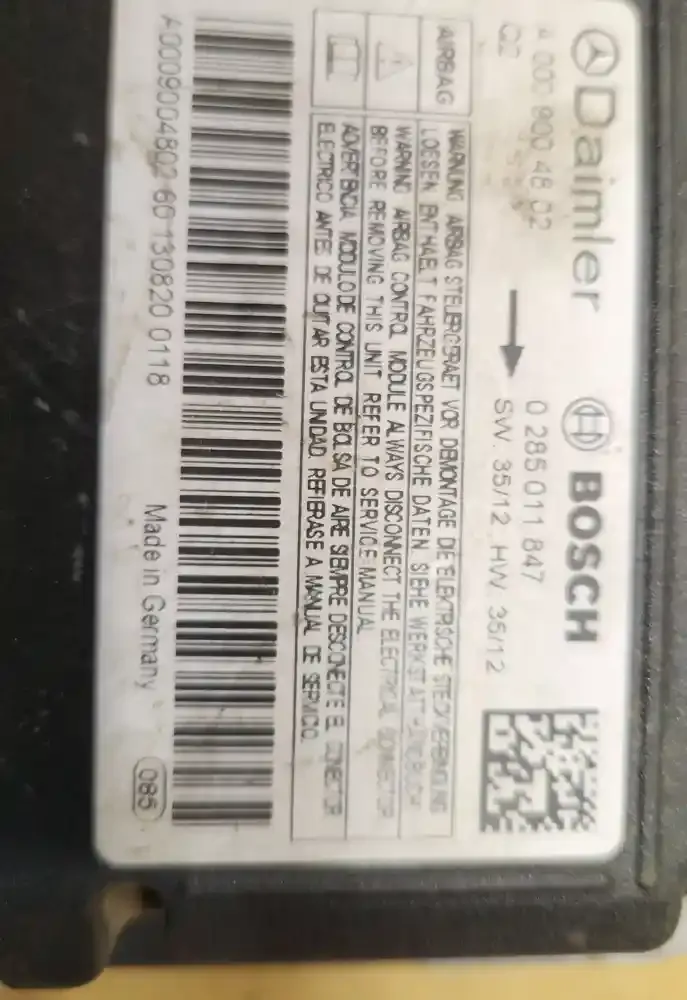 Daimler
BOSCH
A 000 900 48 02
0 285 011 847
Q2
SW. 35/12 HW. 35/12
AIRBAG
WARNUNG AIRBAG STEUERGERAET VOR DEMONTAGE DIE ELEKTRISCHE STECKVERBINDUNG
LOESEN ENTHAELT FAHRZEUGSPEZIFISCHE DATEN SIEHE WERKSTATT-HANDBUCH
WARNING AIRBAG CONTROL MODULE ALWAYS DISCONNECT THE ELECTRICAL CONNECTOR
BEFORE REMOVING THIS UNIT REFER TO SERVICE MANUAL
ADVERTENCIA MODULO DE CONTROL DE BOLSA DE AIRE SIEMPRE DESCONECTE EL CONECTOR
ELECTRICO ANTES DE QUITAR ESTA UNIDAD. REFIERASE A MANUAL DE SERVICIO.
A0009004802 60 130820 0118
Made in Germany
085